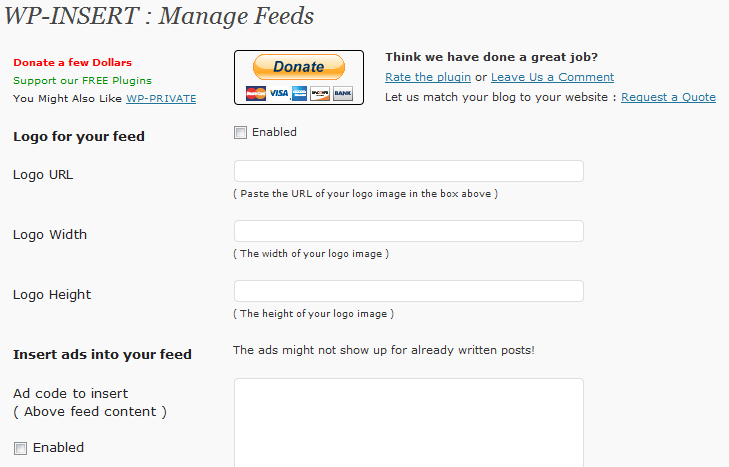 WP-INSERT : Manage Feeds
Donate a few Dollars
Support our FREE Plugins
You Might Also Like WP-PRIVATE
Donate
MasterCard VISA AMERICAN EXPRESS DISCOVER BANK
Think we have done a great job?
Rate the plugin or Leave Us a Comment
Let us match your blog to your website : Request a Quote
Logo for your feed
Enabled
Logo URL
( Paste the URL of your logo image in the box above )
Logo Width
( The width of your logo image )
Logo Height
( The height of your logo image )
Insert ads into your feed
The ads might not show up for already written posts!
Ad code to insert
( Above feed content )
Enabled